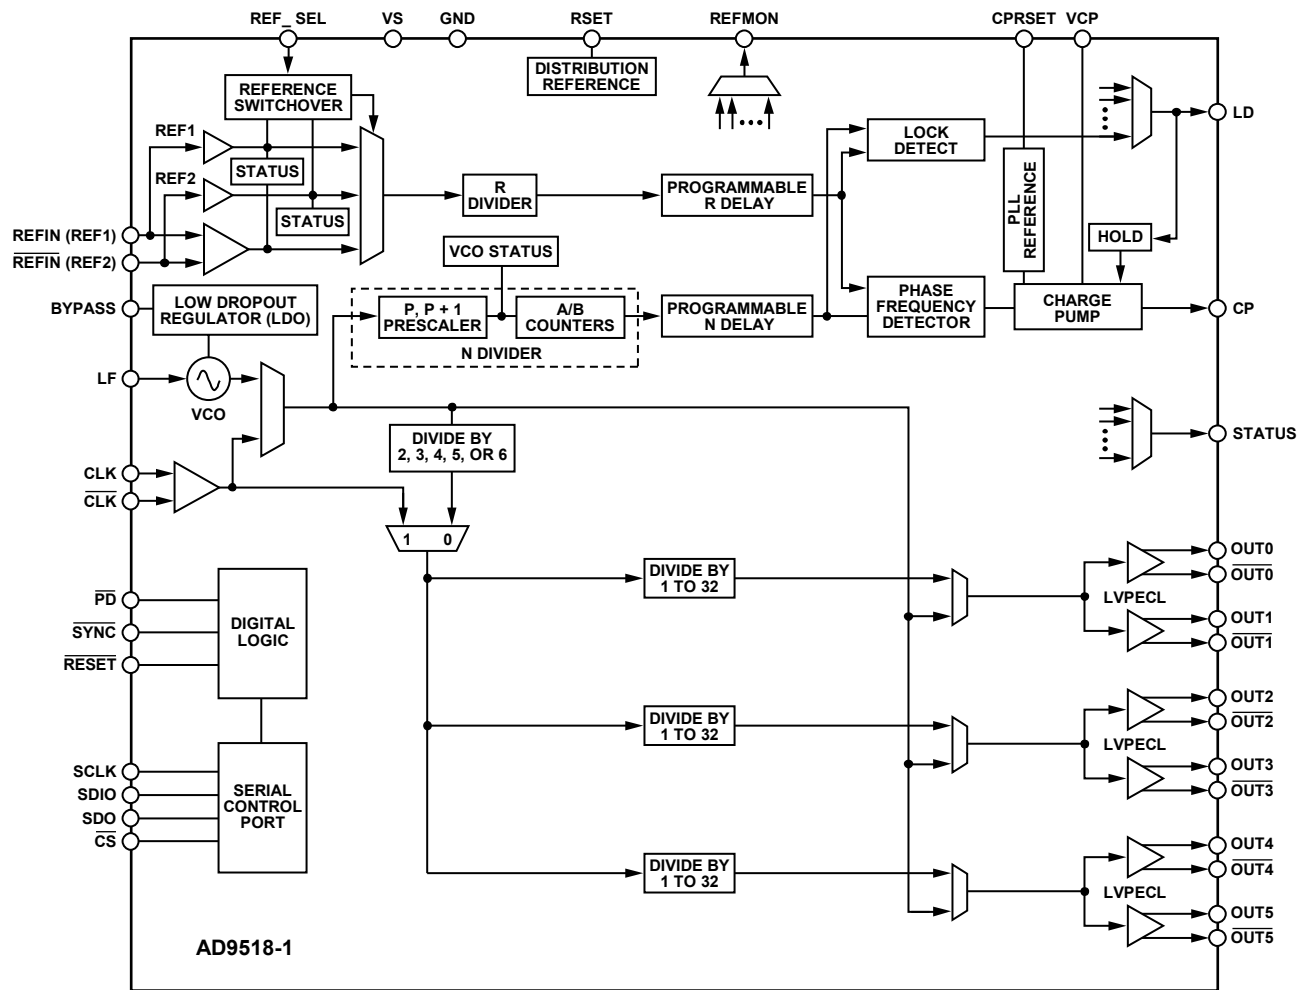 REF_ SEL
VS
GND
RSET
REFMON
CPRSET
VCP
DISTRIBUTION
REFERENCE
REFERENCE
SWITCHOVER
REF1
STATUS
REF2
STATUS
R
DIVIDER
PROGRAMMABLE
R DELAY
LOCK
DETECT
LD
PLL
REFERENCE
HOLD
REFIN (REF1)
REFIN (REF2)
VCO STATUS
BYPASS
LOW DROPOUT
REGULATOR (LDO)
P, P + 1
PRESCALER
A/B
COUNTERS
N DIVIDER
PROGRAMMABLE
N DELAY
PHASE
FREQUENCY
DETECTOR
CHARGE
PUMP
CP
LF
VCO
STATUS
DIVIDE BY
2, 3, 4, 5, OR 6
CLK
CLK
1 0
PD
SYNC
RESET
DIGITAL
LOGIC
DIVIDE BY
1 TO 32
LVPECL
OUT0
OUT0
OUT1
OUT1
DIVIDE BY
1 TO 32
LVPECL
OUT2
OUT2
OUT3
OUT3
SCLK
SDIO
SDO
CS
SERIAL
CONTROL
PORT
DIVIDE BY
1 TO 32
LVPECL
OUT4
OUT4
OUT5
OUT5
AD9518-1